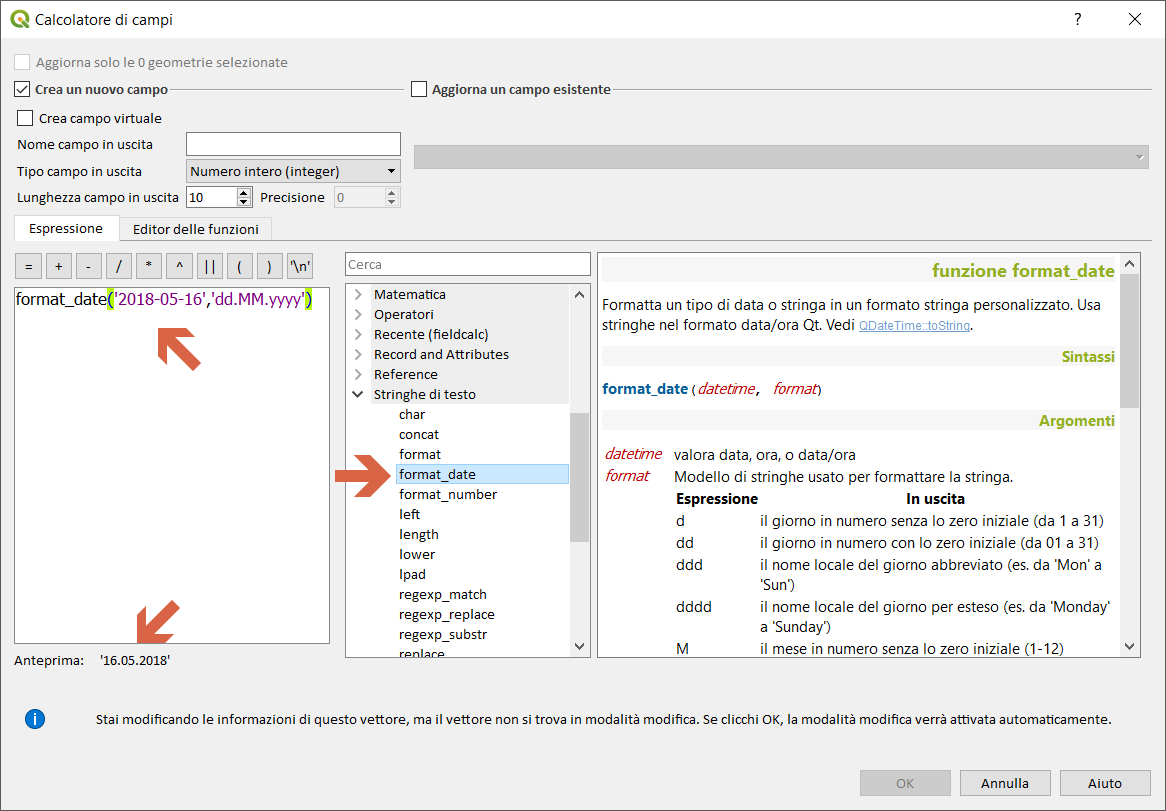 Calcolatore di campi
?
Aggiorna solo le 0 geometrie selezionate
Crea un nuovo campo
Aggiorna un campo esistente
Crea campo virtuale
Nome campo in uscita
Tipo campo in uscita
Numero intero (integer)
Lunghezza campo in uscita
10
Precisione
0
Espressione
Editor delle funzioni
= + - / * ^ || ( ) '\n'
format_date('2018-05-16','dd.MM.yyyy')
Anteprima: '16.05.2018'
Cerca
Matematica
Operatori
Recente (fieldcalc)
Record and Attributes
Reference
Stringhe di testo
char
concat
format
format_date
format_number
left
length
lower
lpad
regexp_match
regexp_replace
regexp_substr
replace
funzione format_date
Formatta un tipo di data o stringa in un formato stringa personalizzato. Usa
stringhe nel formato data/ora Qt. Vedi QDateTime::toString.
Sintassi
format_date (datetime, format)
Argomenti
datetime valora data, ora, o data/ora
format Modello di stringhe usato per formattare la stringa.
Espressione In uscita
d il giorno in numero senza lo zero iniziale (da 1 a 31)
dd il giorno in numero con lo zero iniziale (da 01 a 31)
ddd il nome locale del giorno abbreviato (es. da 'Mon' a
'Sun')
dddd il nome locale del giorno per esteso (es. da 'Monday'
a 'Sunday')
M il mese in numero senza lo zero iniziale (1-12)
i
Stai modificando le informazioni di questo vettore, ma il vettore non si trova in modalità modifica. Se clicchi OK, la modalità modifica verrà attivata automaticamente.
OK
Annulla
Aiuto